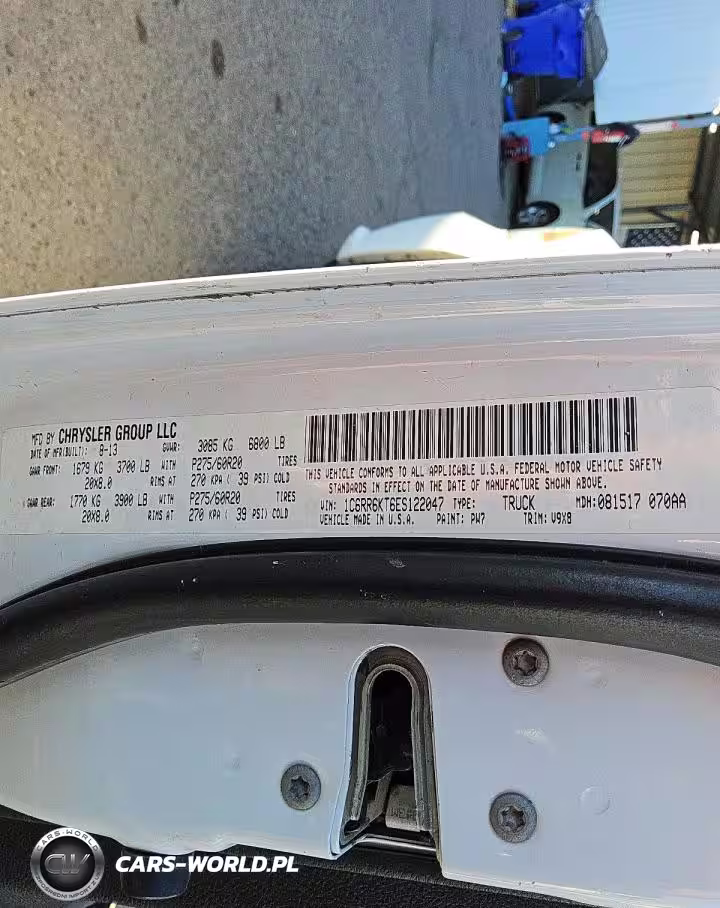 MFD BY CHRYSLER GROUP LLC
DATE OF MFR(BUILT): 8-13 GVWR: 3085 KG 6800 LB
GAWR FRONT: 1679 KG 3700 LB WITH P275/60R20 TIRES
20X8.0 RIMS AT 270 KPA ( 39 PSI) COLD
GAWR REAR: 1770 KG 3900 LB WITH P275/60R20 TIRES
20X8.0 RIMS AT 270 KPA ( 39 PSI) COLD
THIS VEHICLE CONFORMS TO ALL APPLICABLE U.S.A. FEDERAL MOTOR VEHICLE SAFETY
STANDARDS IN EFFECT ON THE DATE OF MANUFACTURE SHOWN ABOVE.
VIN: 1C6RR6KT6ES122047 TYPE: TRUCK MDH: 081517 070AA
VEHICLE MADE IN U.S.A. PAINT: PW7 TRIM: V9X8
CARS-WORLD
CW
CARS-WORLD.PL